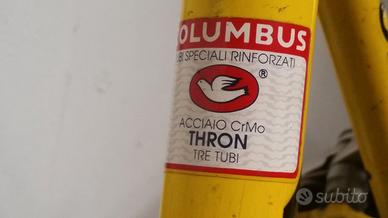 OLUMBUS
BI SPECIALI RINFORZATI
®
ACCIAIO CrMo
THRON
TRE TUBI
subito